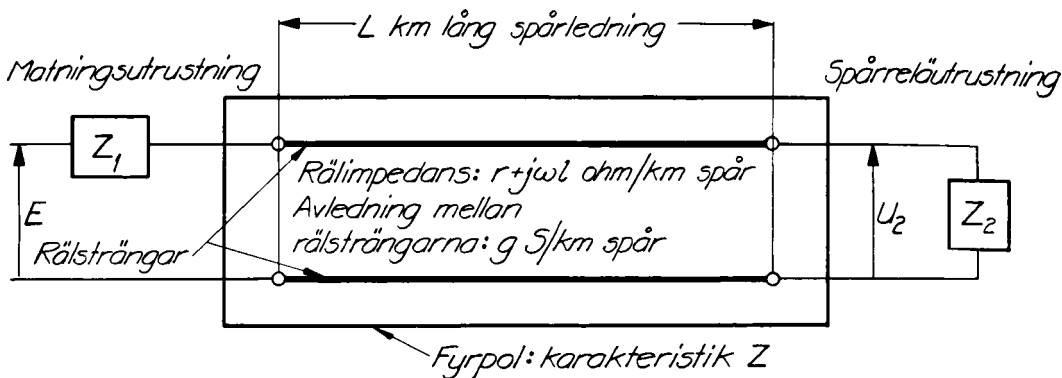 L km lång spårledning
Matningsutrustning
Spårreläutrustning
Z₁
Rälimpedans: r+jωl ohm/km spår
Avledning mellan
rälsträngarna: g S/km spår
E
Rälsträngar
U₂
Z₂
Fyrpol: karakteristik Z